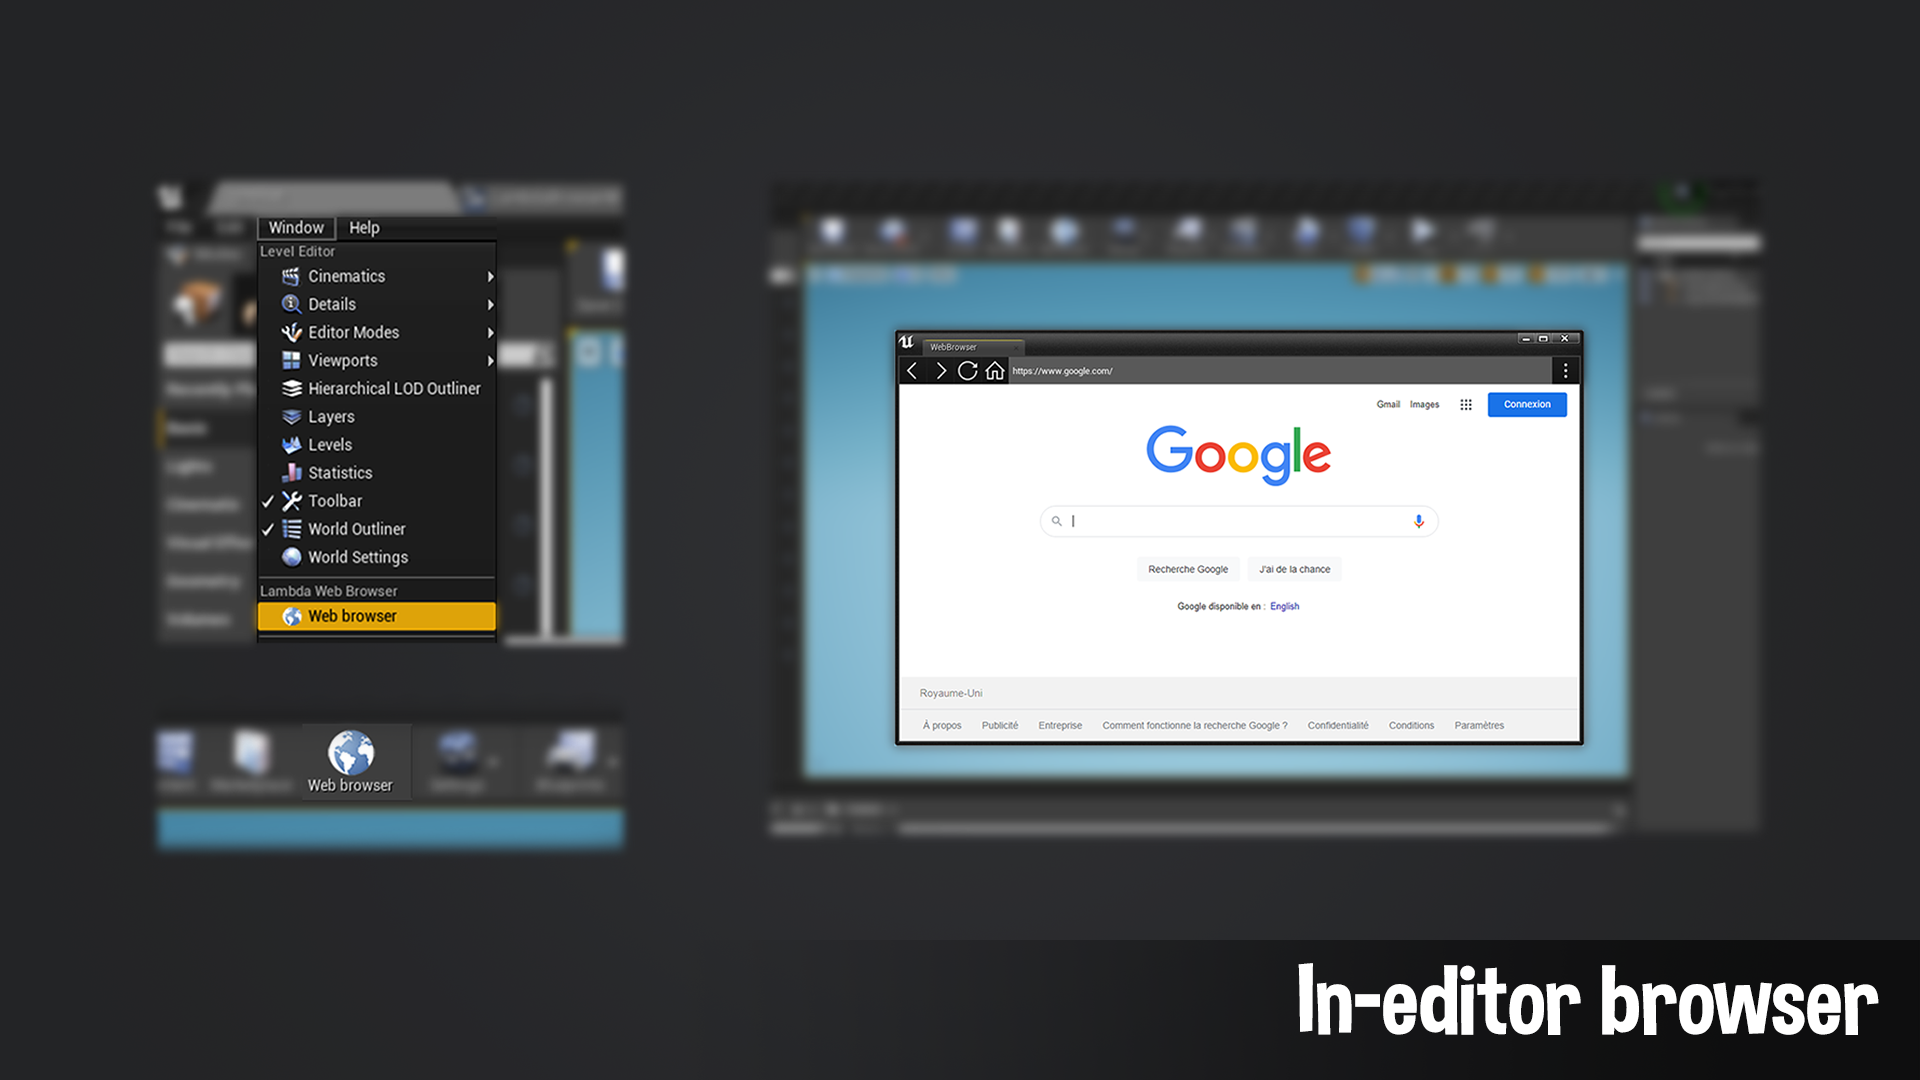 Window Help
Level Editor
Cinematics
Details
Editor Modes
Viewports
Hierarchical LOD Outliner
Layers
Levels
Statistics
Toolbar
World Outliner
World Settings
Lambda Web Browser
Web browser
Web browser
WebBrowser
https://www.google.com/
Gmail Images Connexion
Google
Recherche Google J'ai de la chance
Google disponible en : English
Royaume-Uni
À propos Publicité Entreprise Comment fonctionne la recherche Google ? Confidentialité Conditions Paramètres
In-editor browser